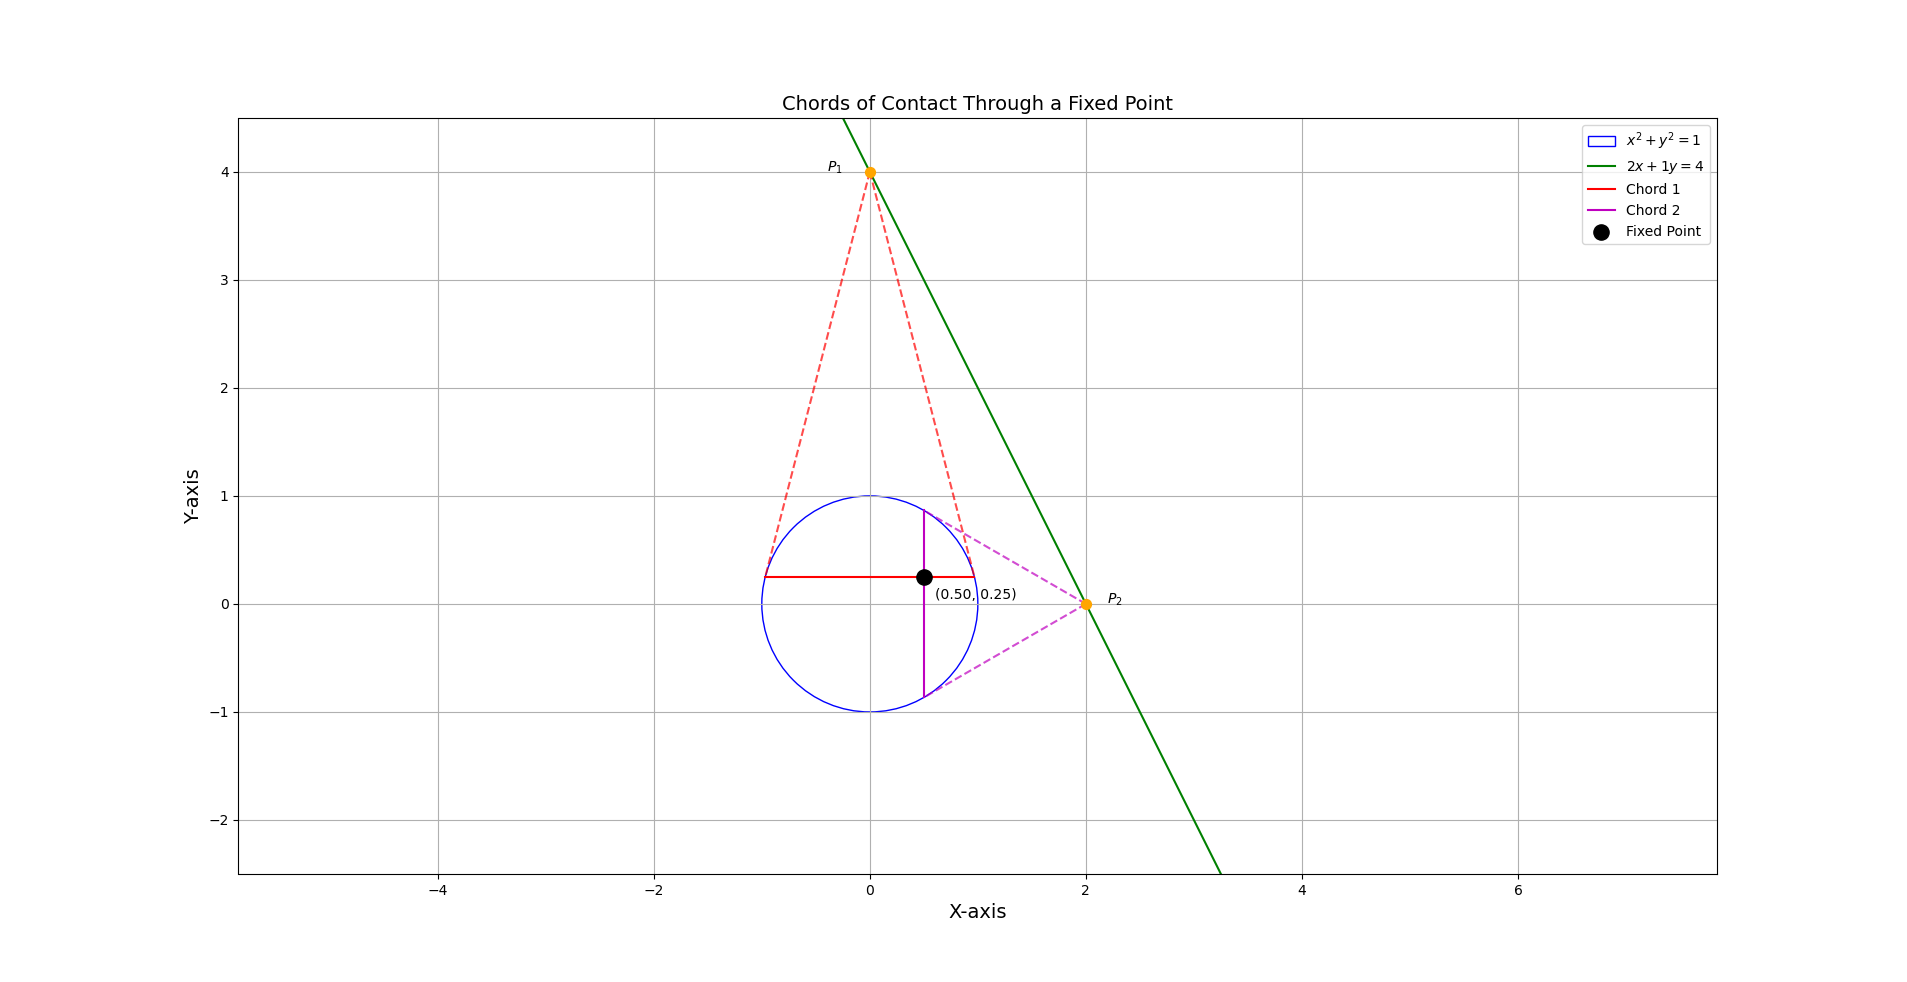 Chords of Contact Through a Fixed Point
x² + y² = 1
2x + 1y = 4
Chord 1
Chord 2
Fixed Point
P₁
P₂
(0.50, 0.25)
Y-axis
4
3
2
1
0
−1
−2
−4
−2
0
2
4
6
X-axis